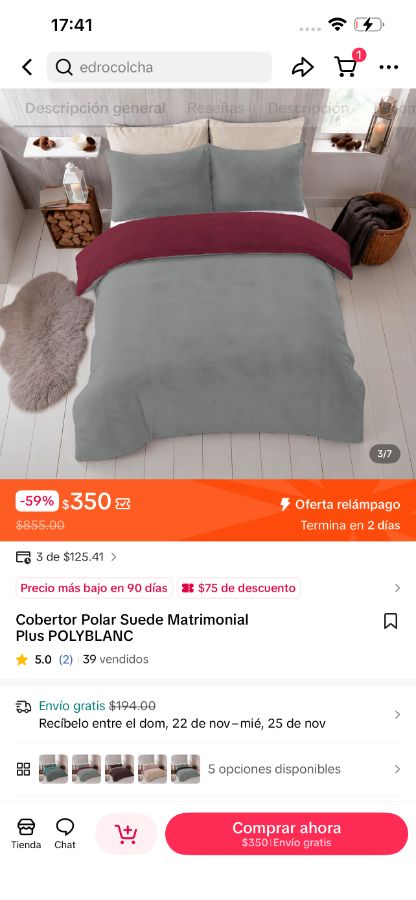 17:41
edrocolcha
1
Descripción general Reseñas Descripción
3/7
-59% $350
Oferta relámpago
$855.00
Termina en 2 días
3 de $125.41
Precio más bajo en 90 días $75 de descuento
Cobertor Polar Suede Matrimonial
Plus POLYBLANC
5.0 (2) 39 vendidos
Envío gratis $194.00
Recíbelo entre el dom, 22 de nov–mié, 25 de nov
5 opciones disponibles
Tienda
Chat
Comprar ahora
$350|Envío gratis